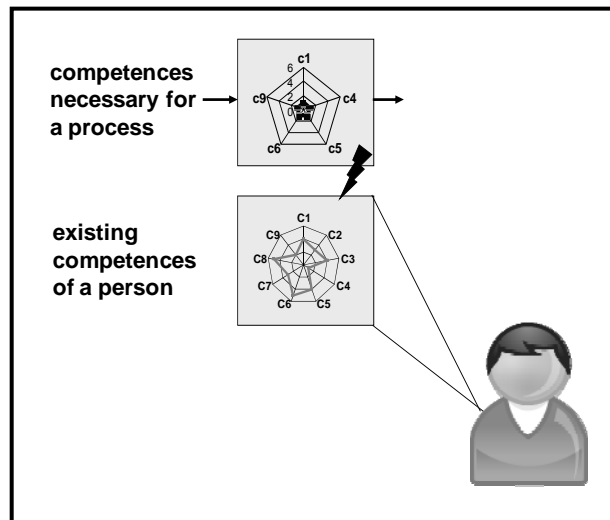 competences
necessary for
a process
c1
6
4
2
0
c9
c4
c6
c5
existing
competences
of a person
C1
C9
C2
C8
C3
C7
C4
C6
C5